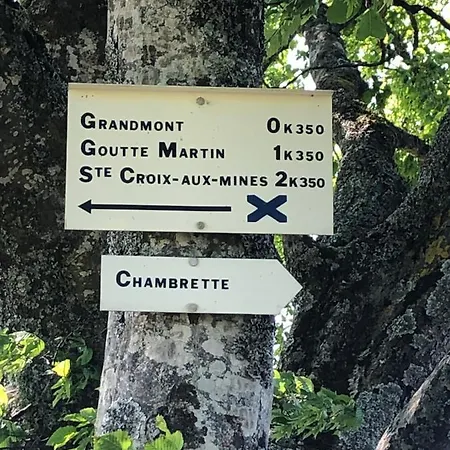 GRANDMONT 0K350
GOUTTE MARTIN 1K350
STE CROIX-AUX-MINES 2K350
CHAMBRETTE